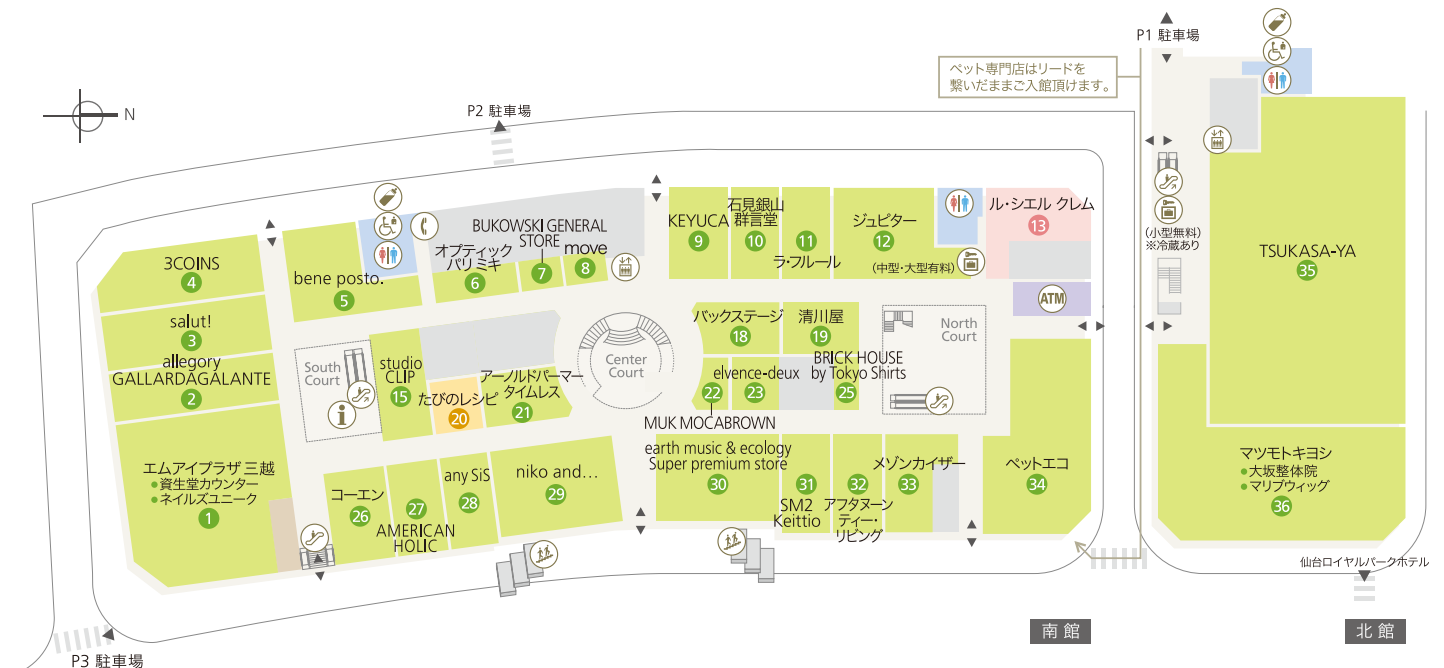 P1 駐車場
ペット専門店はリードを
繋いだままご入館頂けます。
N
P2 駐車場
3COINS
4
salut!
3
allegory
GALLARDAGALANTE
2
エムアイプラザ三越
●資生堂カウンター
●ネイルズユニーク
1
bene posto.
5
オプティック
パリミキ
6
BUKOWSKI GENERAL
STORE
7
move
8
KEYUCA
9
石見銀山
群言堂
10
11
ラ・フルール
ジュピター
12
(中型・大型有料)
ル・シエル クレム
13
ATM
(小型無料)
※冷蔵あり
TSUKASA-YA
35
South
Court
i
studio
CLIP
15
たびのレシピ
20
アーノルドパーマー
タイムレス
21
Center
Court
バックステージ
18
清川屋
19
22
MUK MOCABROWN
elvence-deux
23
BRICK HOUSE
by Tokyo Shirts
25
North
Court
コーエン
26
27
AMERICAN
HOLIC
any SiS
28
niko and...
29
earth music & ecology
Super premium store
30
31
SM2
Keittio
32
アフタヌーン
ティー・
リビング
メゾンカイザー
33
ペットエコ
34
マツモトキヨシ
●大坂整体院
●マリブウィッグ
36
仙台ロイヤルパークホテル
南館
北館
P3 駐車場